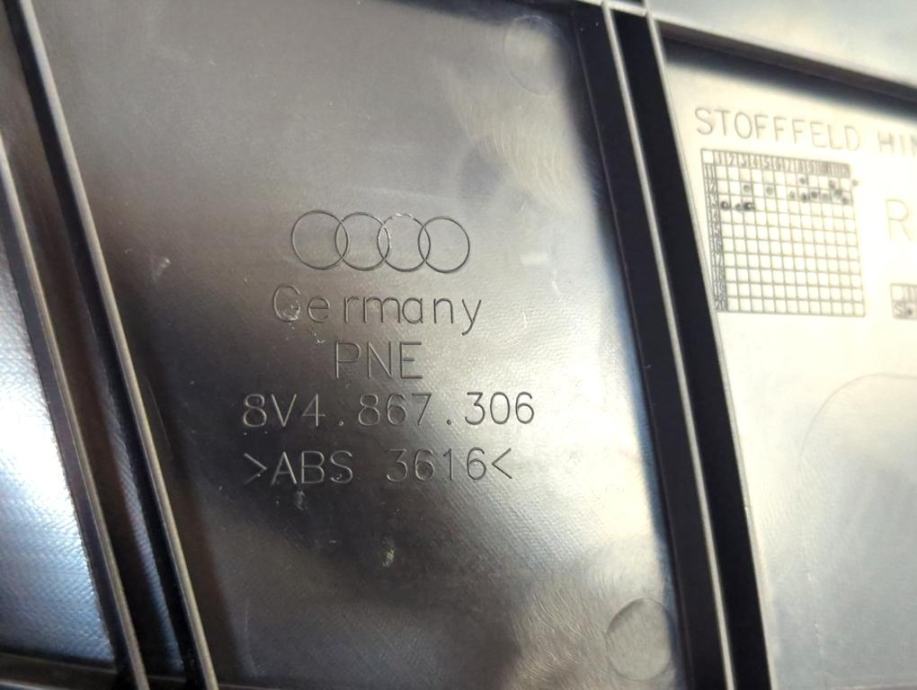 STOFFFELD
R
Germany
PNE
8V4.867.306
>ABS 3616<